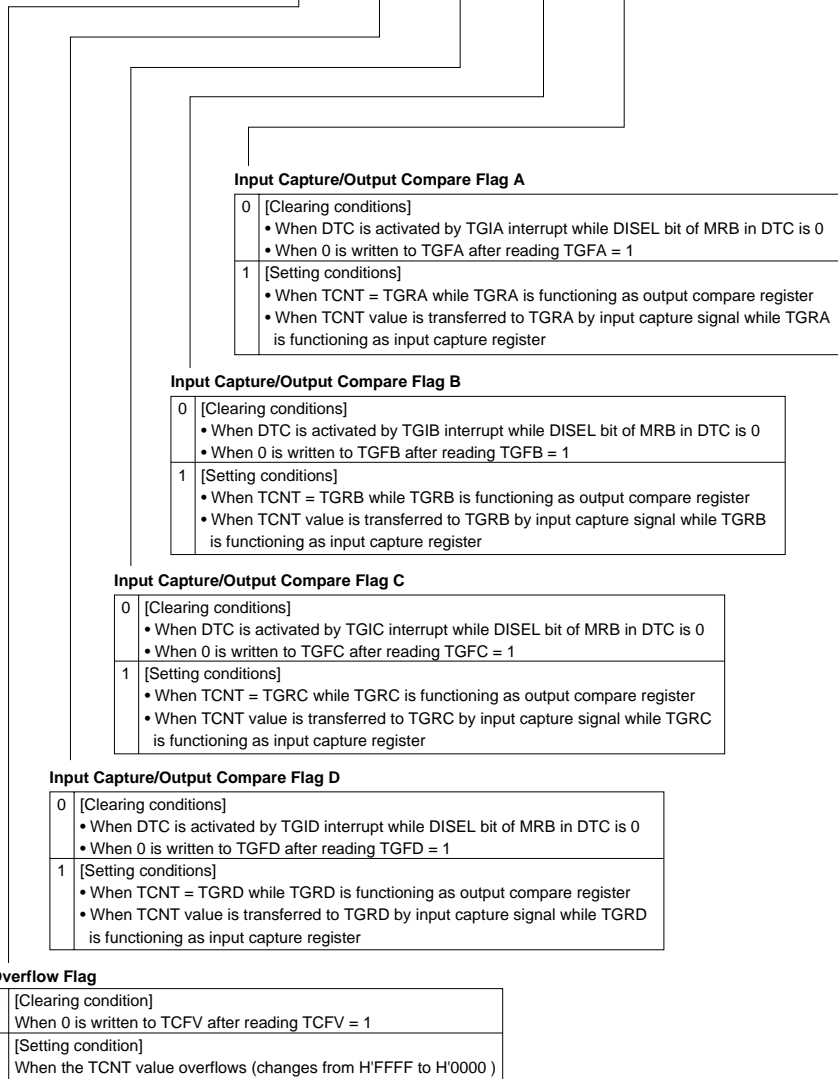 Input Capture/Output Compare Flag A
0 [Clearing conditions]
• When DTC is activated by TGIA interrupt while DISEL bit of MRB in DTC is 0
• When 0 is written to TGFA after reading TGFA = 1
1 [Setting conditions]
• When TCNT = TGRA while TGRA is functioning as output compare register
• When TCNT value is transferred to TGRA by input capture signal while TGRA
is functioning as input capture register
Input Capture/Output Compare Flag B
0 [Clearing conditions]
• When DTC is activated by TGIB interrupt while DISEL bit of MRB in DTC is 0
• When 0 is written to TGFB after reading TGFB = 1
1 [Setting conditions]
• When TCNT = TGRB while TGRB is functioning as output compare register
• When TCNT value is transferred to TGRB by input capture signal while TGRB
is functioning as input capture register
Input Capture/Output Compare Flag C
0 [Clearing conditions]
• When DTC is activated by TGIC interrupt while DISEL bit of MRB in DTC is 0
• When 0 is written to TGFC after reading TGFC = 1
1 [Setting conditions]
• When TCNT = TGRC while TGRC is functioning as output compare register
• When TCNT value is transferred to TGRC by input capture signal while TGRC
is functioning as input capture register
Input Capture/Output Compare Flag D
0 [Clearing conditions]
• When DTC is activated by TGID interrupt while DISEL bit of MRB in DTC is 0
• When 0 is written to TGFD after reading TGFD = 1
1 [Setting conditions]
• When TCNT = TGRD while TGRD is functioning as output compare register
• When TCNT value is transferred to TGRD by input capture signal while TGRD
is functioning as input capture register
Flag
[Clearing condition]
When 0 is written to TCFV after reading TCFV = 1
[Setting condition]
When the TCNT value overflows (changes from H'FFFF to H'0000 )